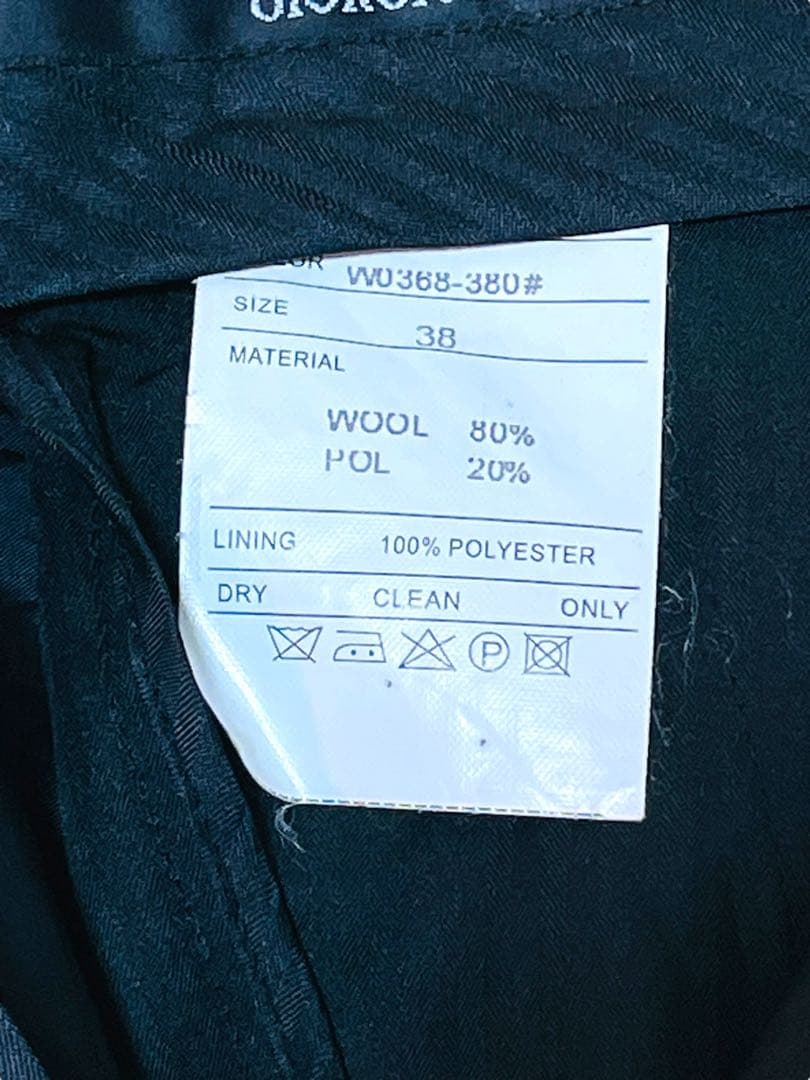 W0368-380#
SIZE 38
MATERIAL
WOOL 80%
POL 20%
LINING 100% POLYESTER
DRY CLEAN ONLY
P